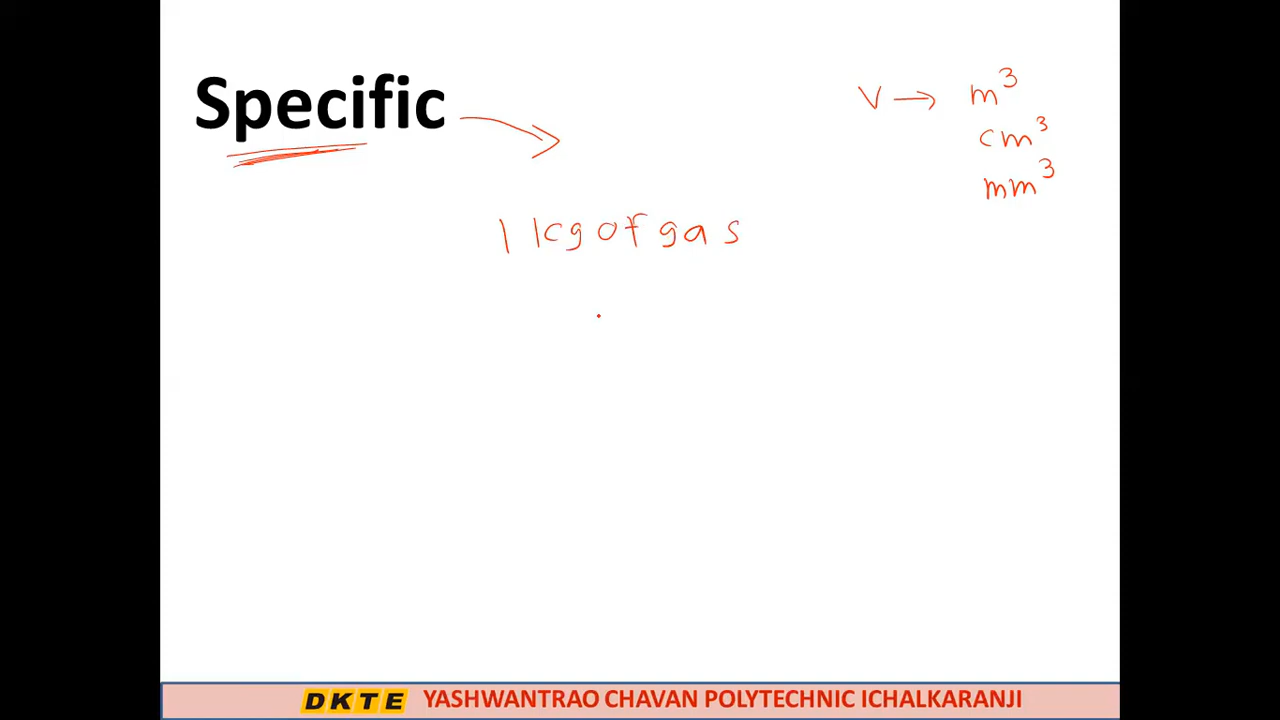 Specific
V → m³
cm³
mm³
1 kg of gas
DKTE YASHWANTRAO CHAVAN POLYTECHNIC ICHALKARANJI